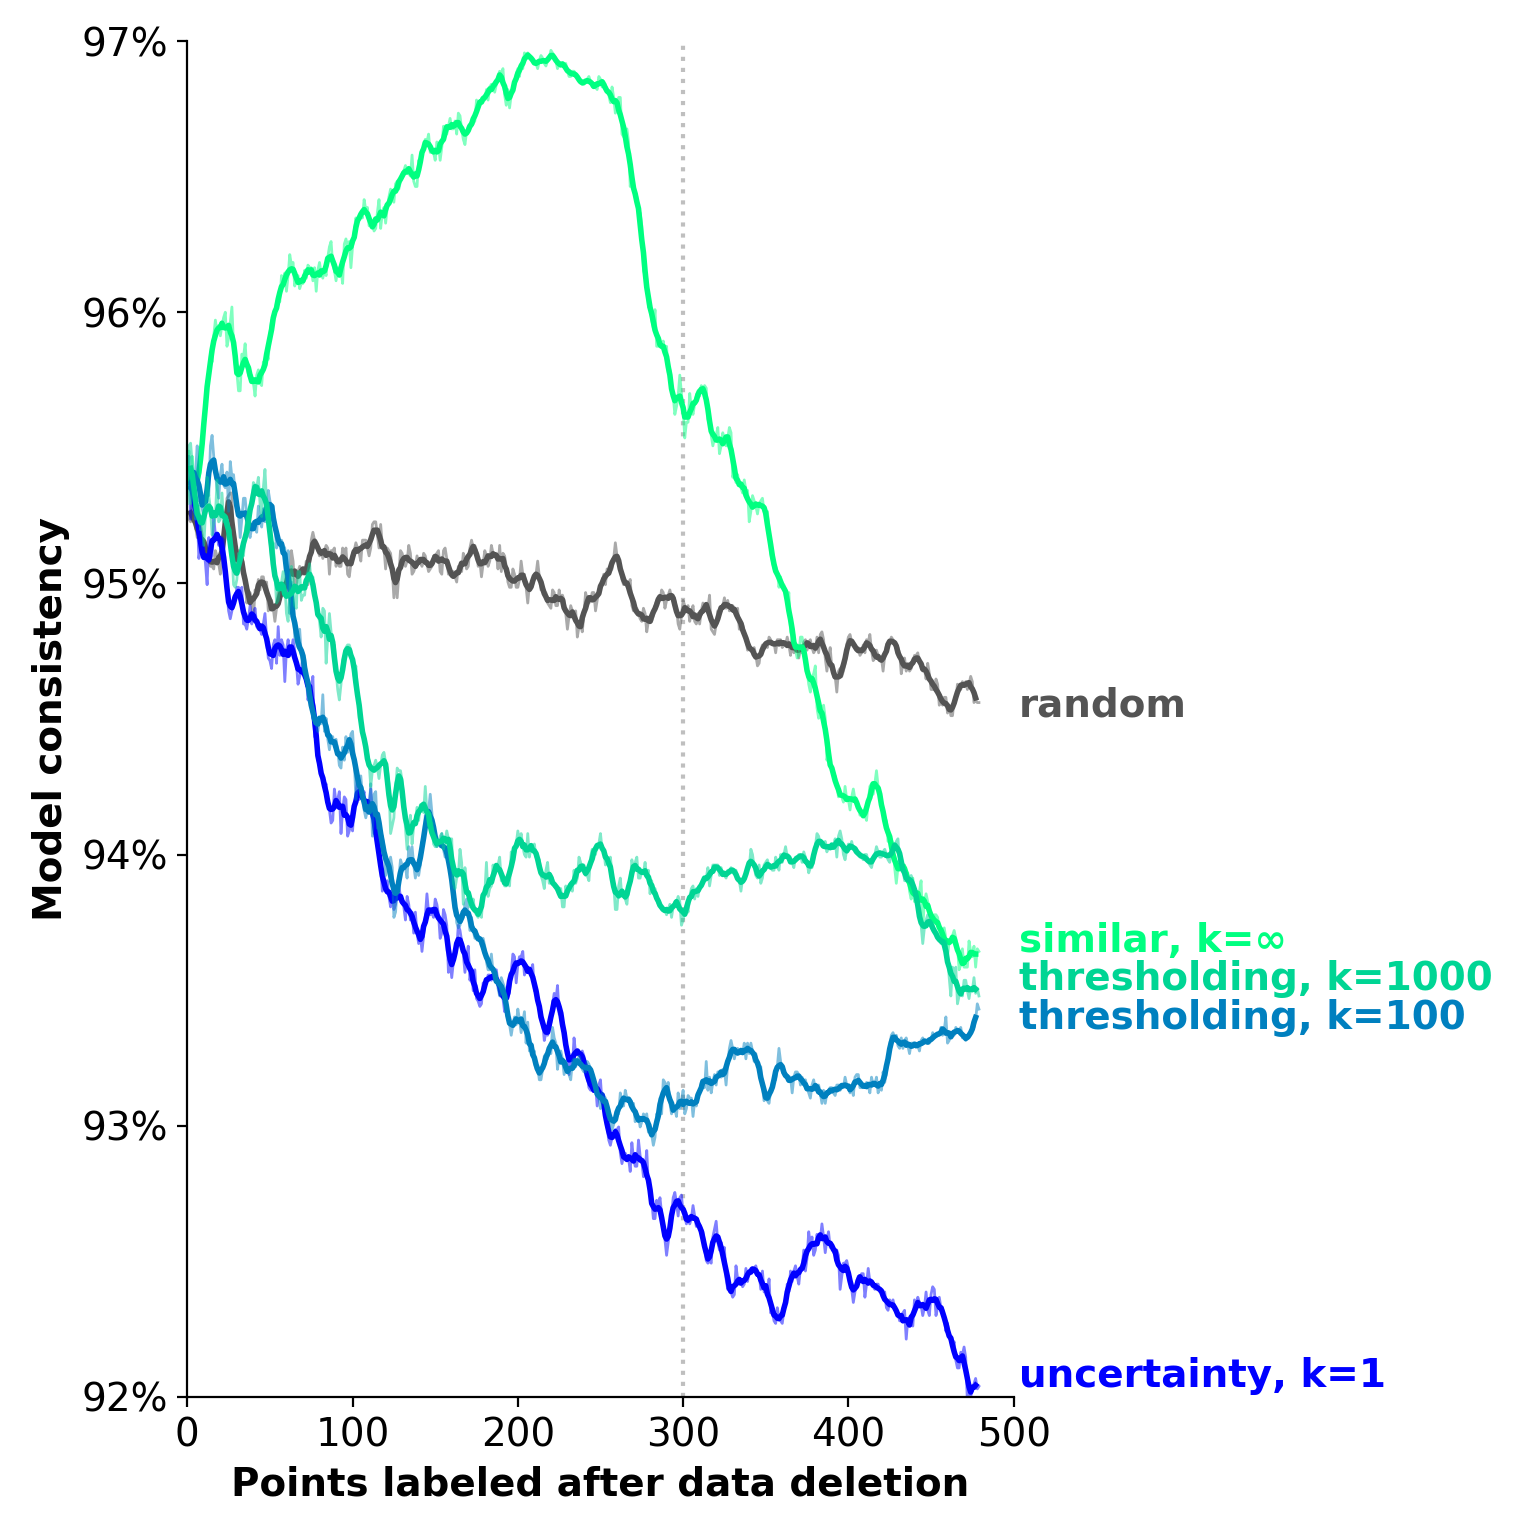 97%
96%
95%
94%
93%
92%
Model consistency
random
similar, k=∞
thresholding, k=1000
thresholding, k=100
uncertainty, k=1
0 100 200 300 400 500
Points labeled after data deletion